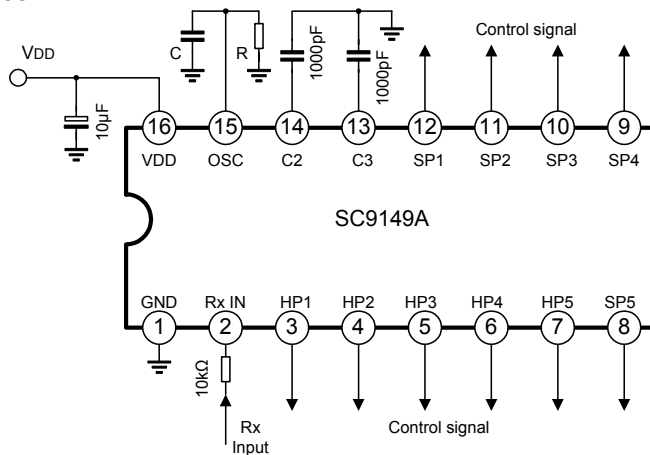 Control signal
VDD
C
R
1000pF
1000pF
10μF
16
15
14
13
12
11
10
9
VDD
OSC
C2
C3
SP1
SP2
SP3
SP4
SC9149A
GND
Rx IN
HP1
HP2
HP3
HP4
HP5
SP5
1
2
3
4
5
6
7
8
10kΩ
Rx
Input
Control signal